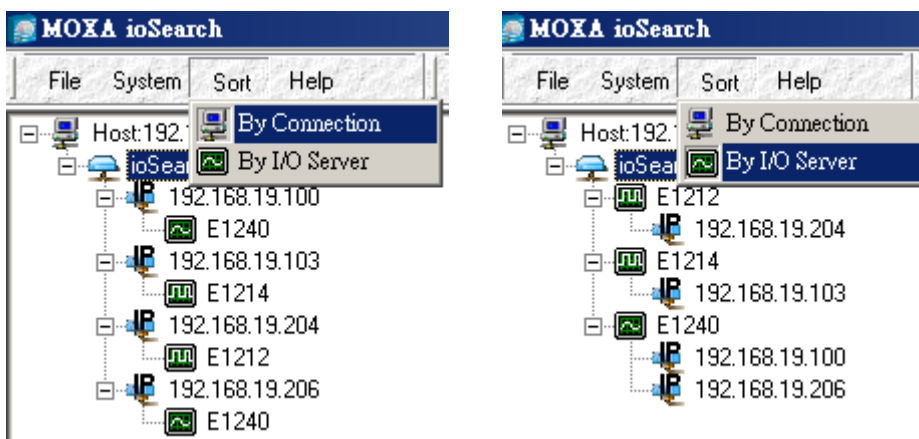 MOXA ioSearch
File System Sort Help
By Connection
By I/O Server
Host:192.
ioSear
192.168.19.100
E1240
192.168.19.103
E1214
192.168.19.204
E1212
192.168.19.206
E1240
MOXA ioSearch
File System Sort Help
By Connection
By I/O Server
Host:192.
ioSear
E1212
192.168.19.204
E1214
192.168.19.103
E1240
192.168.19.100
192.168.19.206